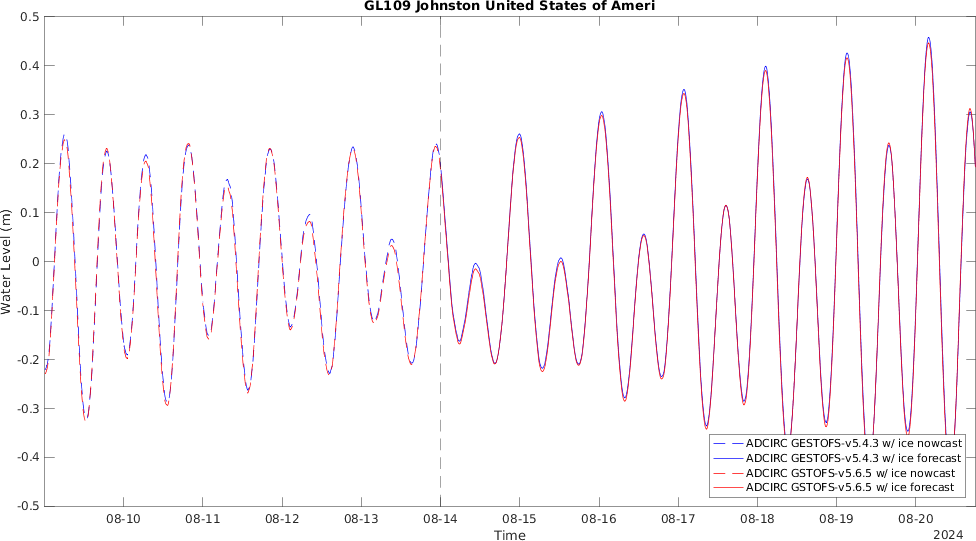 GL109 Johnston United States of Ameri
Water Level (m)
0.5
0.4
0.3
0.2
0.1
0
-0.1
-0.2
-0.3
-0.4
-0.5
ADCIRC GESTOFS-v5.4.3 w/ ice nowcast
ADCIRC GESTOFS-v5.4.3 w/ ice forecast
ADCIRC GSTOFS-v5.6.5 w/ ice nowcast
ADCIRC GSTOFS-v5.6.5 w/ ice forecast
08-10 08-11 08-12 08-13 08-14 08-15 08-16 08-17 08-18 08-19 08-20
Time
2024